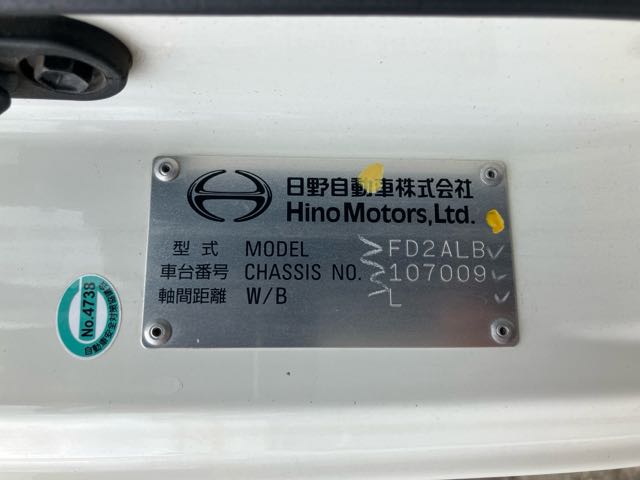 日野自動車株式会社
Hino Motors, Ltd.
型式 MODEL FD2ALB
車台番号 CHASSIS NO. 107009
軸間距離 W/B L
No.4738